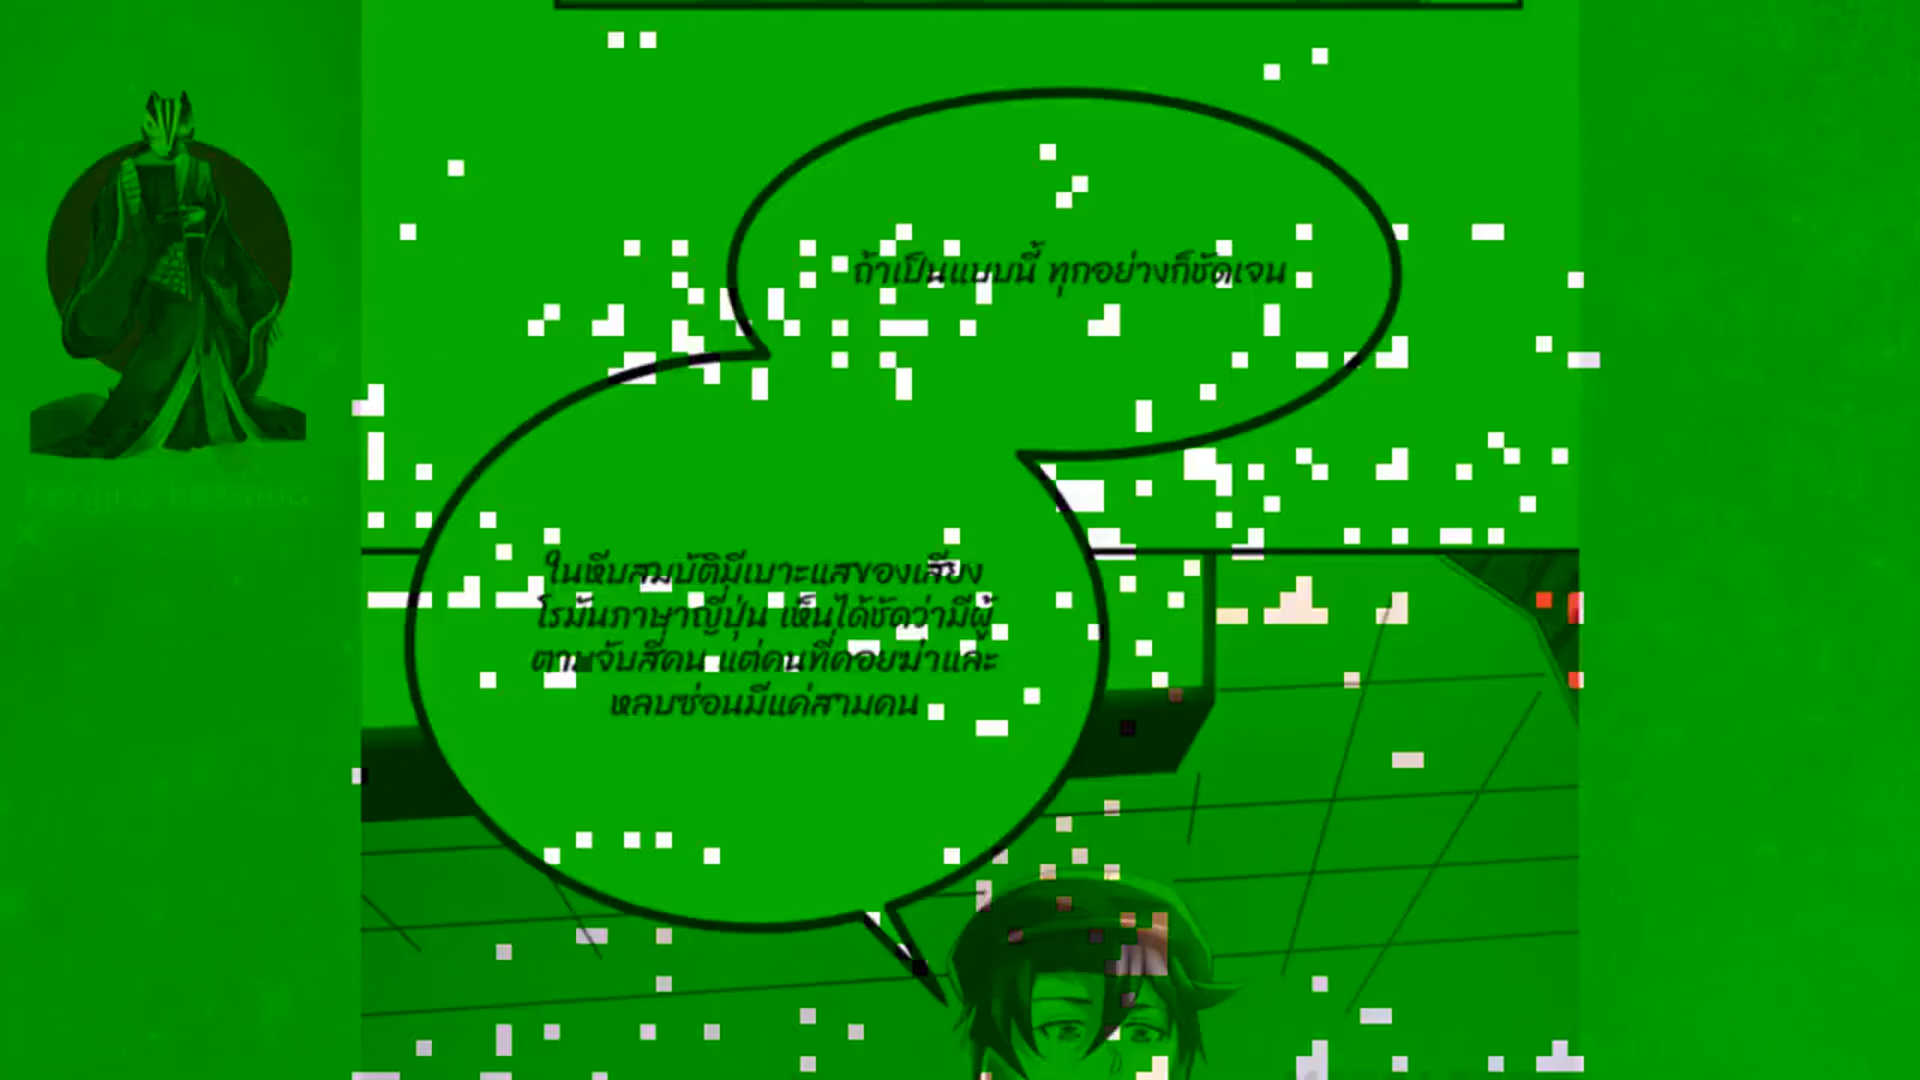 ถ้าเป็นแบบนี้ ทุกอย่างก็ชัดเจน
ในหีบสมบัติมีเบาะแสของเสียง
โรมันภาษาญี่ปุ่น เห็นได้ชัดว่ามีผู้
ตามจับสี่คน แต่คนที่คอยฆ่าและ
หลบซ่อนมีแค่สามคน